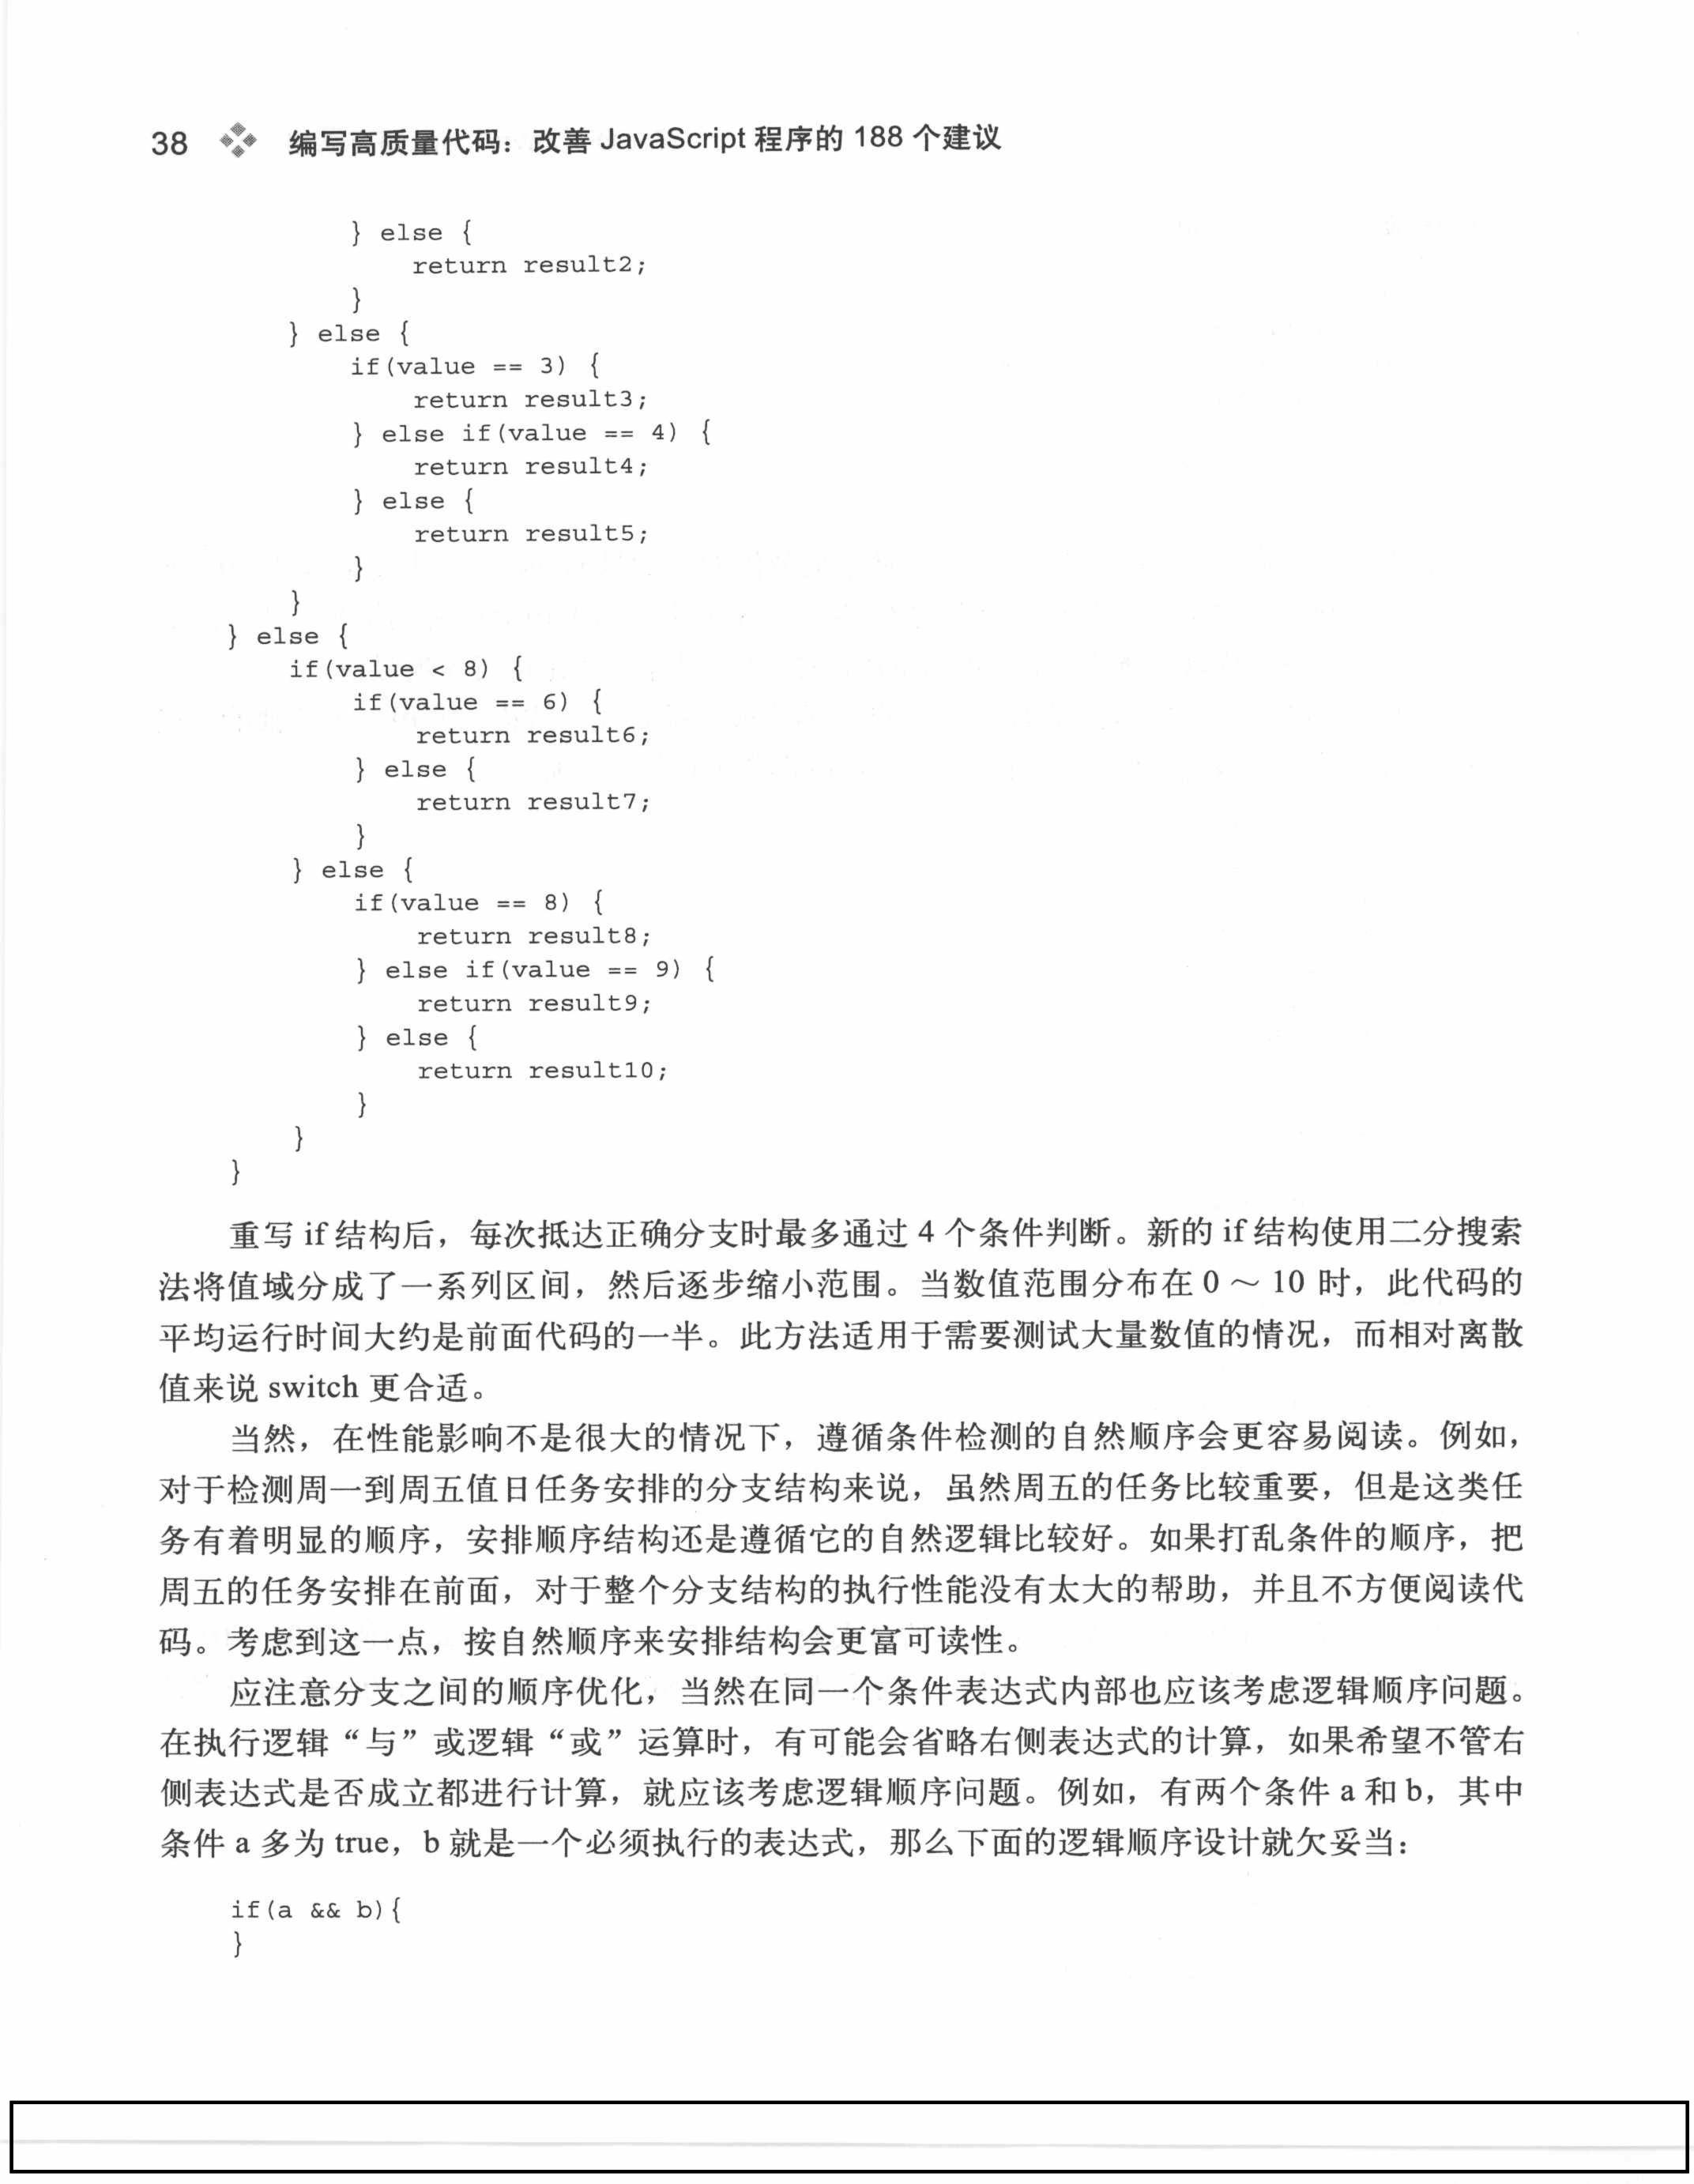 38 编写高质量代码：改善 JavaScript 程序的 188 个建议
        } else {
            return result2;
        }
    } else {
        if(value == 3) {
            return result3;
        } else if(value == 4) {
            return result4;
        } else {
            return result5;
        }
    }
} else {
    if(value < 8) {
        if(value == 6) {
            return result6;
        } else {
            return result7;
        }
    } else {
        if(value == 8) {
            return result8;
        } else if(value == 9) {
            return result9;
        } else {
            return result10;
        }
    }
}
重写 if 结构后，每次抵达正确分支时最多通过 4 个条件判断。新的 if 结构使用二分搜索
法将值域分成了一系列区间，然后逐步缩小范围。当数值范围分布在 0 ～ 10 时，此代码的
平均运行时间大约是前面代码的一半。此方法适用于需要测试大量数值的情况，而相对离散
值来说 switch 更合适。
当然，在性能影响不是很大的情况下，遵循条件检测的自然顺序会更容易阅读。例如，
对于检测周一到周五值日任务安排的分支结构来说，虽然周五的任务比较重要，但是这类任
务有着明显的顺序，安排顺序结构还是遵循它的自然逻辑比较好。如果打乱条件的顺序，把
周五的任务安排在前面，对于整个分支结构的执行性能没有太大的帮助，并且不方便阅读代
码。考虑到这一点，按自然顺序来安排结构会更富可读性。
应注意分支之间的顺序优化，当然在同一个条件表达式内部也应该考虑逻辑顺序问题。
在执行逻辑“与”或逻辑“或”运算时，有可能会省略右侧表达式的计算，如果希望不管右
侧表达式是否成立都进行计算，就应该考虑逻辑顺序问题。例如，有两个条件 a 和 b，其中
条件 a 多为 true，b 就是一个必须执行的表达式，那么下面的逻辑顺序设计就欠妥当：
if(a && b){
}